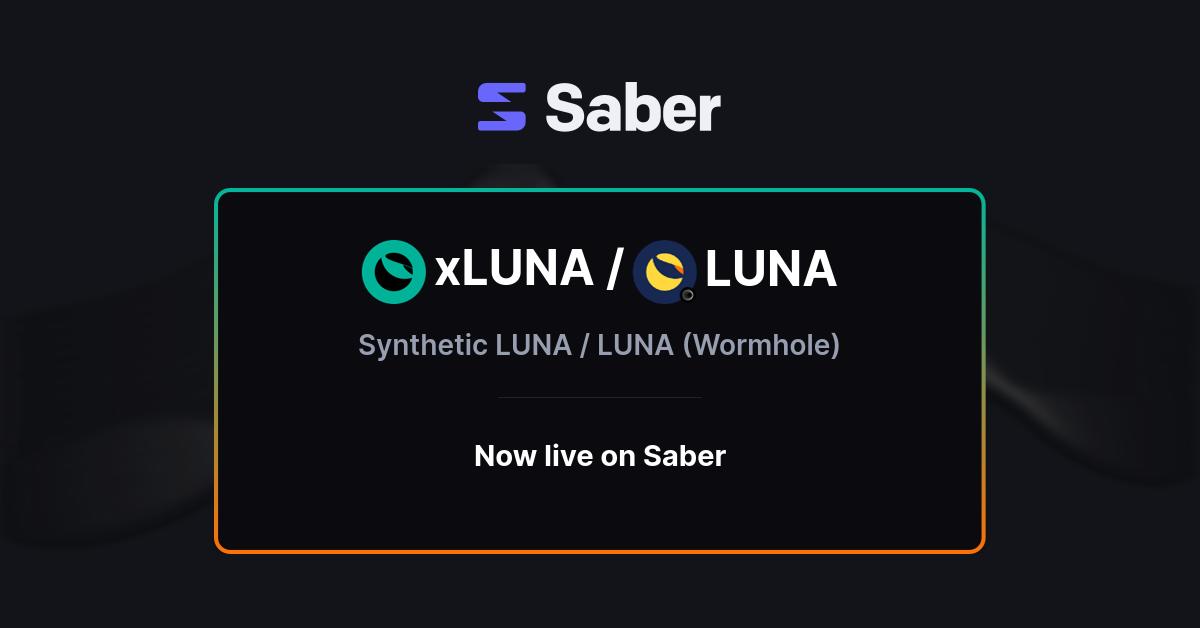 Saber
xLUNA / LUNA
Synthetic LUNA / LUNA (Wormhole)
Now live on Saber